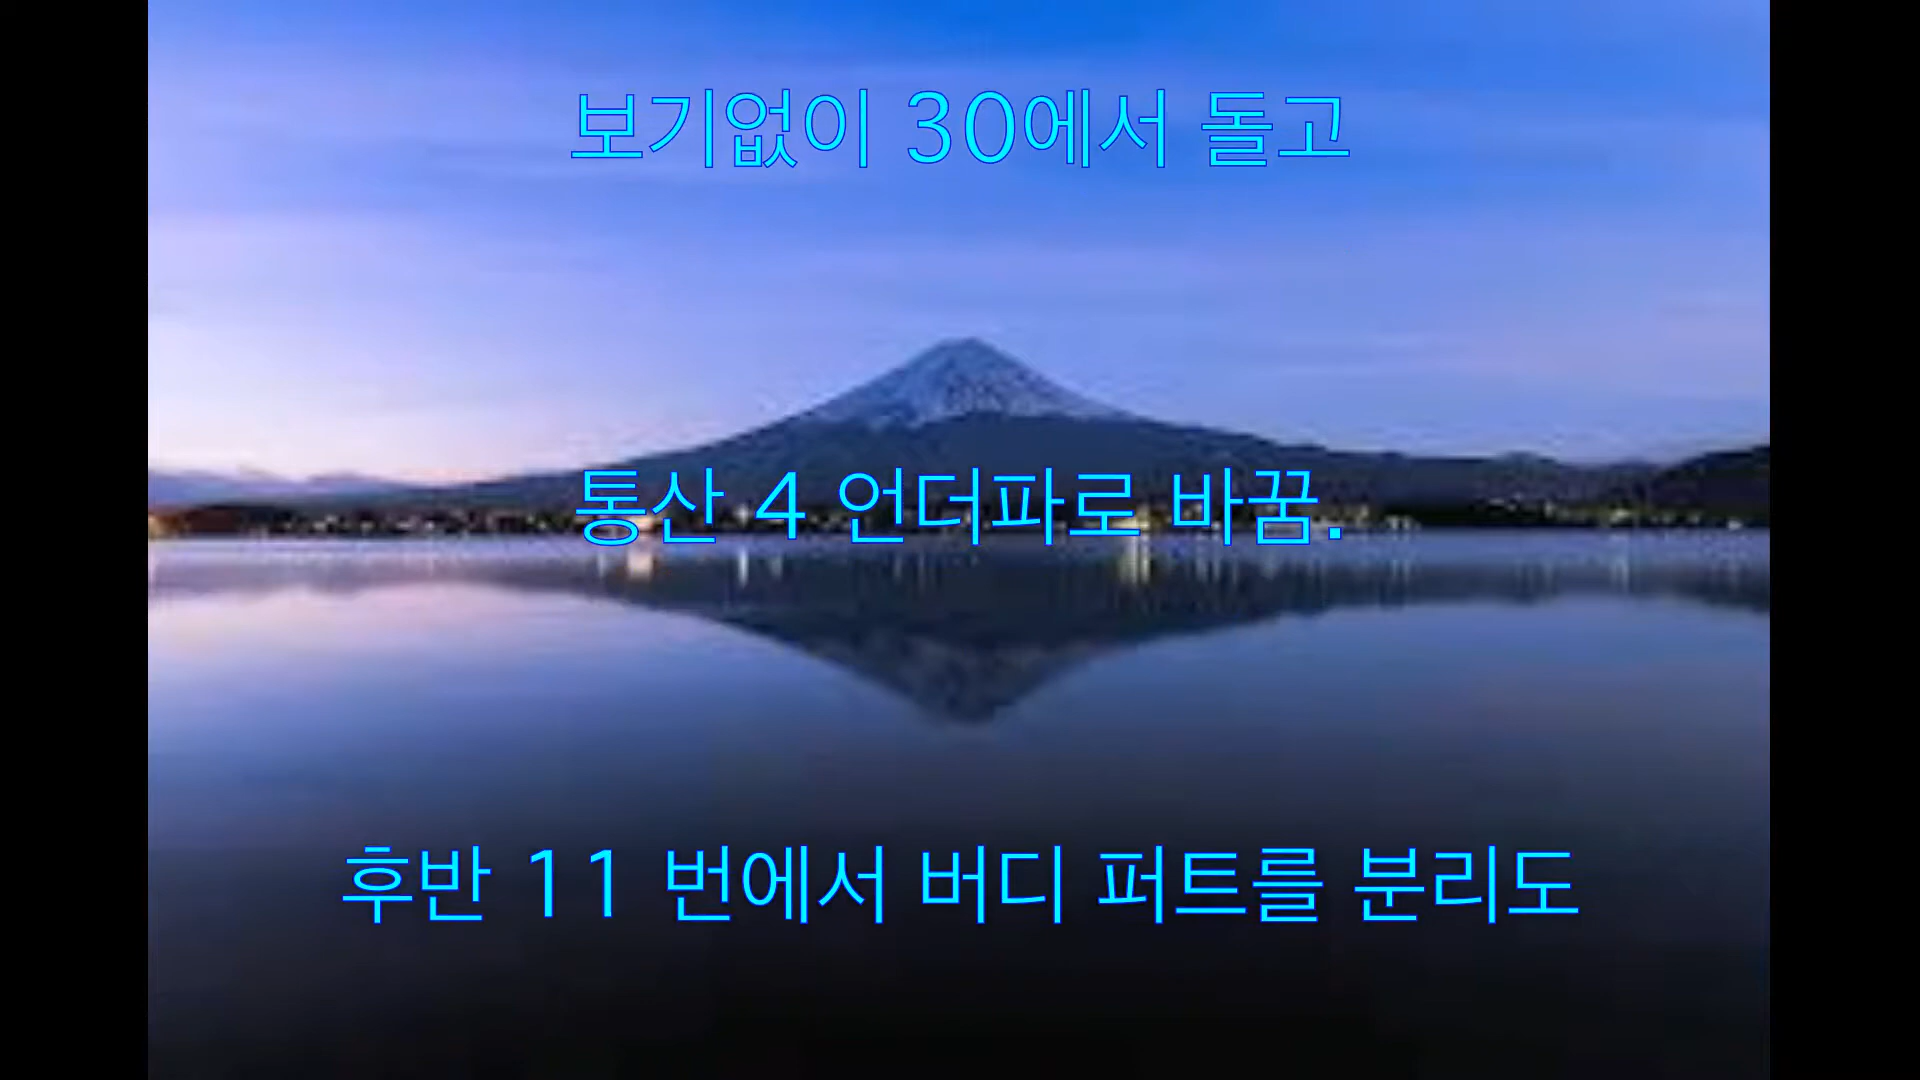 보기없이 30에서 돌고
통산 4 언더파로 바꿈.
후반 11 번에서 버디 퍼트를 분리도